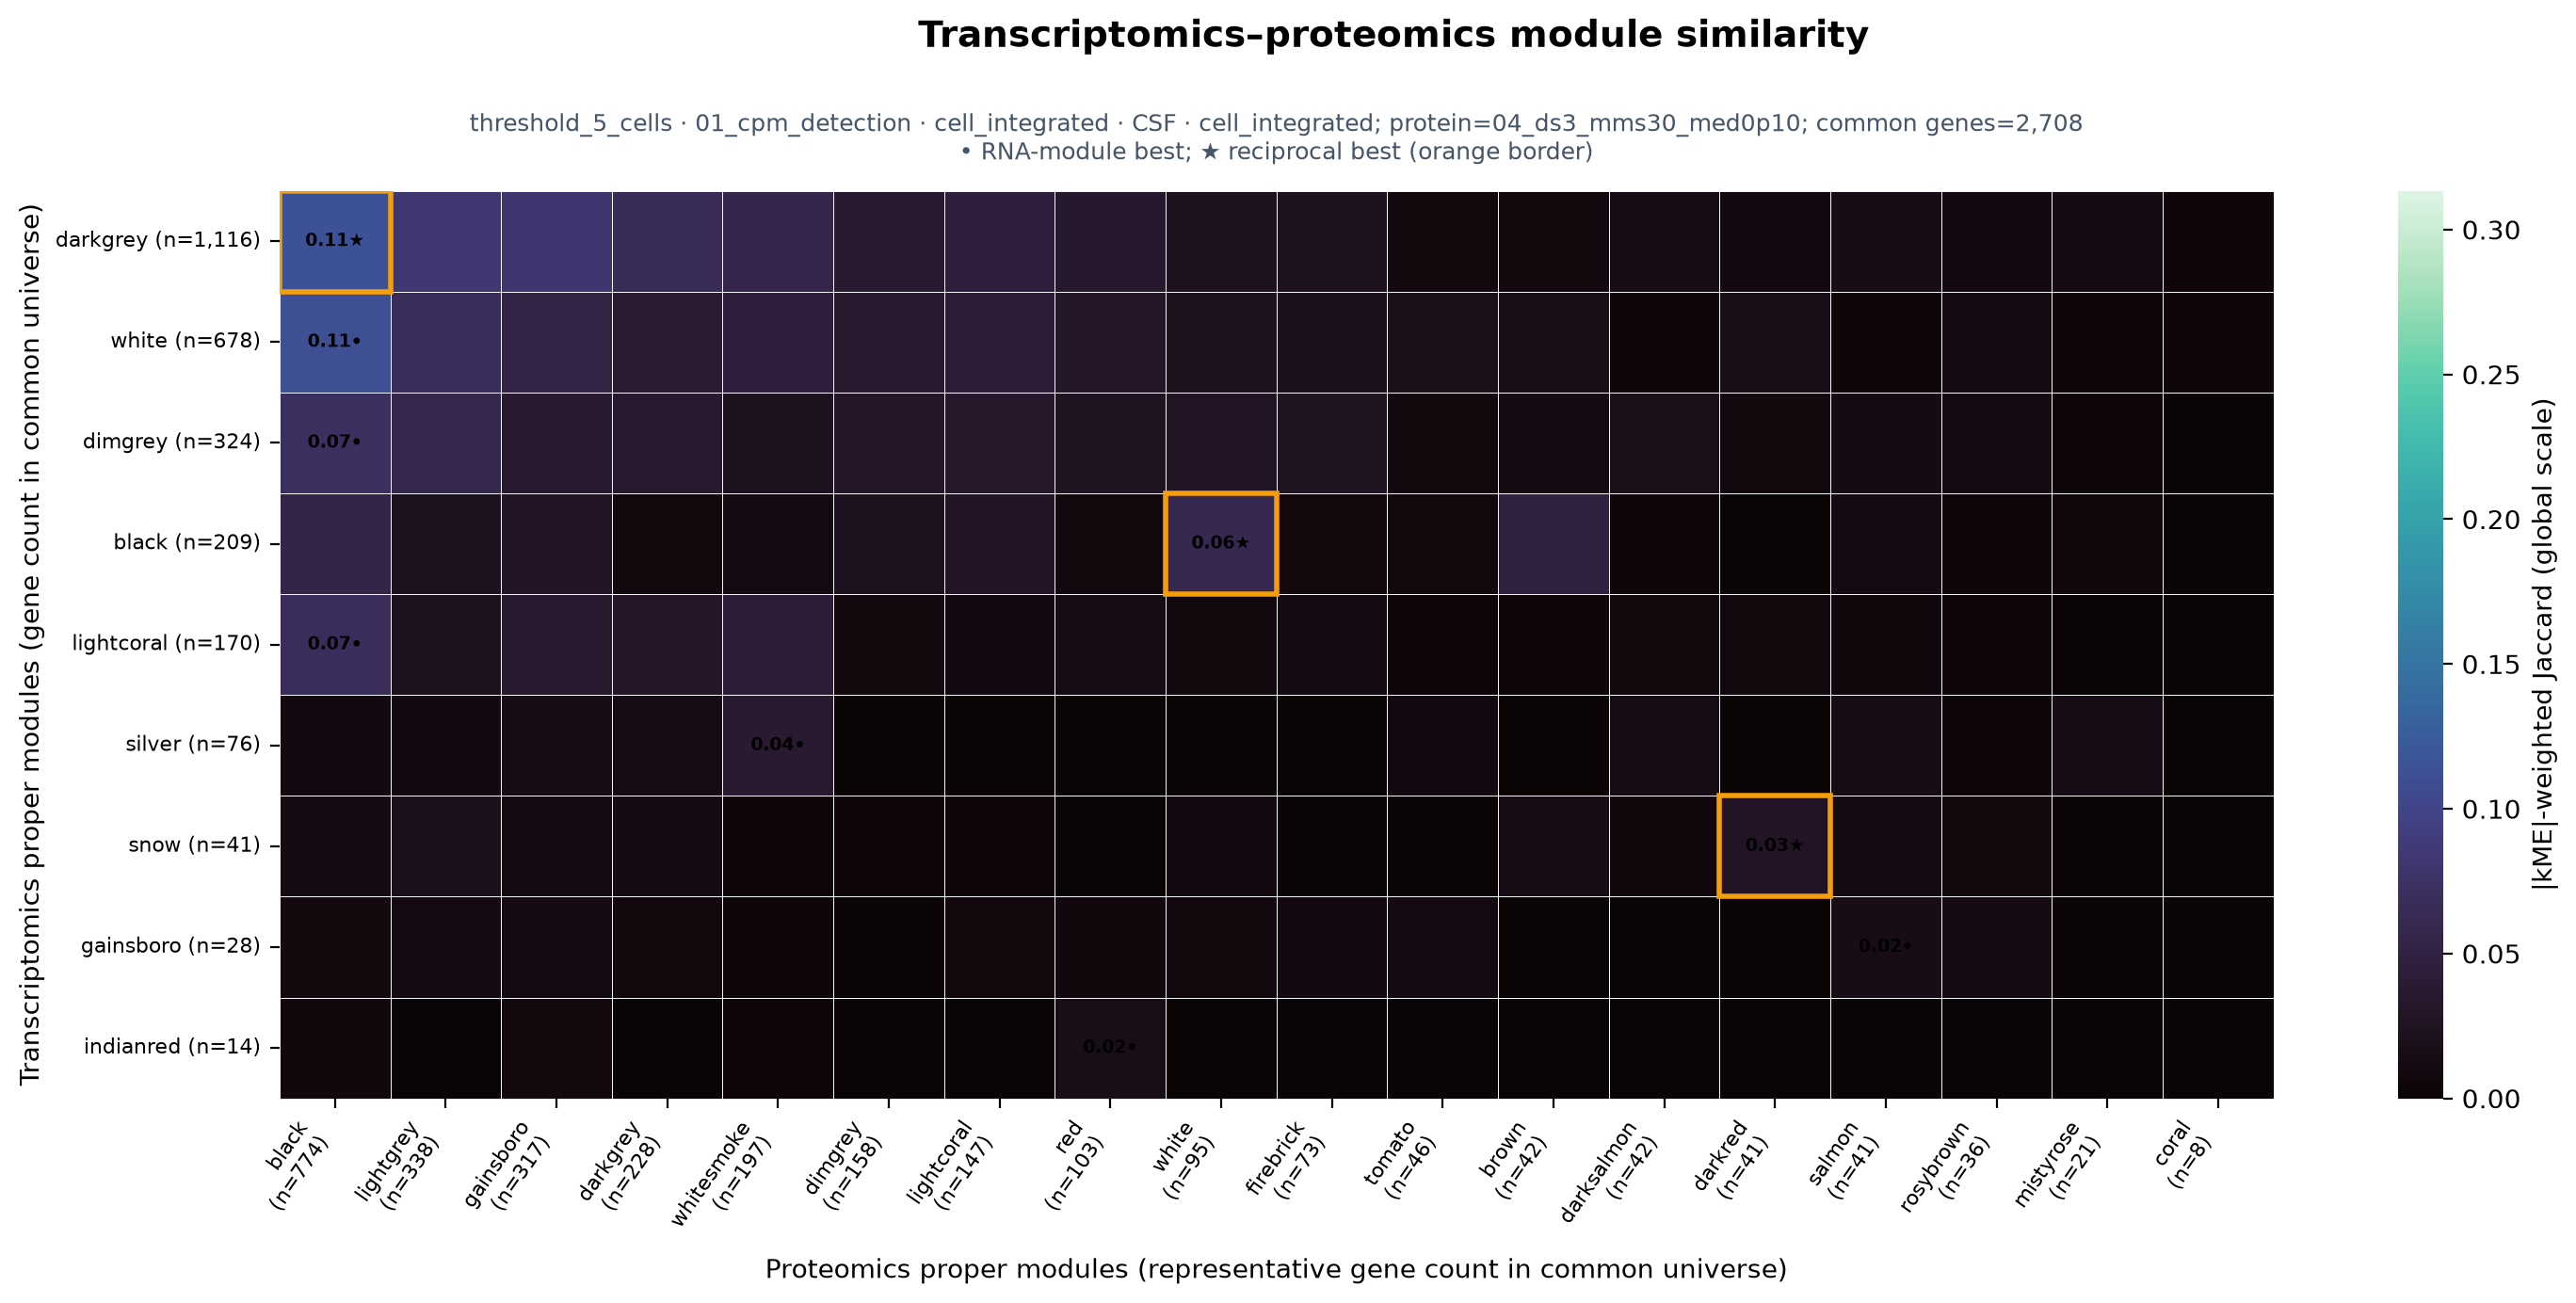 Transcriptomics–proteomics module similarity
threshold_5_cells · 01_cpm_detection · cell_integrated · CSF · cell_integrated; protein=04_ds3_mms30_med0p10; common genes=2,708
• RNA-module best; ★ reciprocal best (orange border)
Transcriptomics proper modules (gene count in common universe)
darkgrey (n=1,116)
0.11★
white (n=678)
0.11•
dimgrey (n=324)
0.07•
black (n=209)
0.06★
lightcoral (n=170)
0.07•
silver (n=76)
0.04•
snow (n=41)
0.03★
gainsboro (n=28)
0.02•
indianred (n=14)
0.02•
black
(n=774)
lightgrey
(n=338)
gainsboro
(n=317)
darkgrey
(n=228)
whitesmoke
(n=197)
dimgrey
(n=158)
lightcoral
(n=147)
red
(n=103)
white
(n=95)
firebrick
(n=73)
tomato
(n=46)
brown
(n=42)
darksalmon
(n=42)
darkred
(n=41)
salmon
(n=41)
rosybrown
(n=36)
mistyrose
(n=21)
coral
(n=8)
Proteomics proper modules (representative gene count in common universe)
0.30
0.25
0.20
0.15
0.10
0.05
0.00
|kME|-weighted Jaccard (global scale)